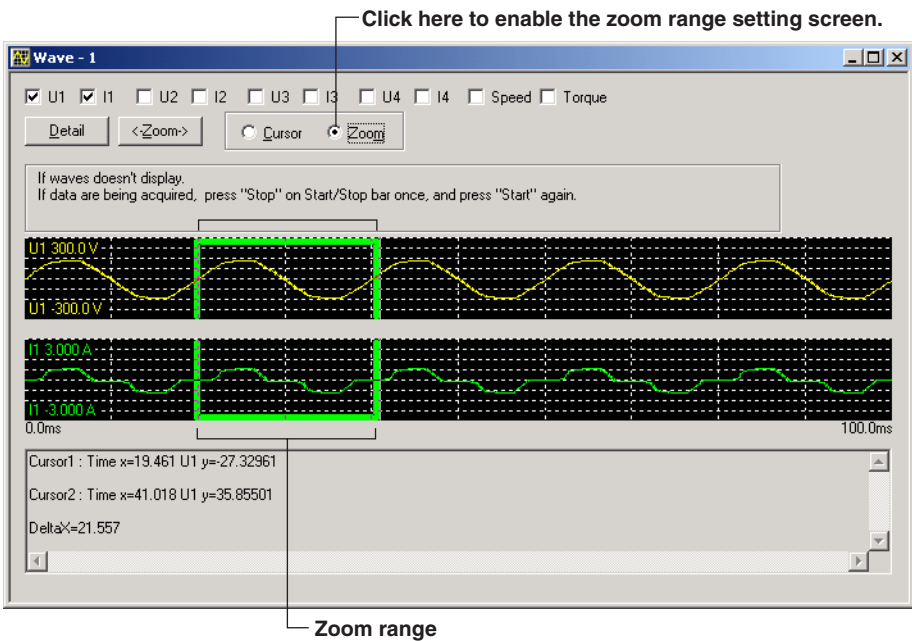 Click here to enable the zoom range setting screen.
Wave - 1
U1 I1 U2 I2 U3 I3 U4 I4 Speed Torque
Detail <-Zoom-> Cursor Zoom
If waves doesn't display.
If data are being acquired, press "Stop" on Start/Stop bar once, and press "Start" again.
U1 300.0 V
U1 -300.0 V
I1 3.000 A
I1 -3.000 A
0.0ms 100.0ms
Cursor1 : Time x=19.461 U1 y=-27.32961
Cursor2 : Time x=41.018 U1 y=35.85501
DeltaX=21.557
Zoom range